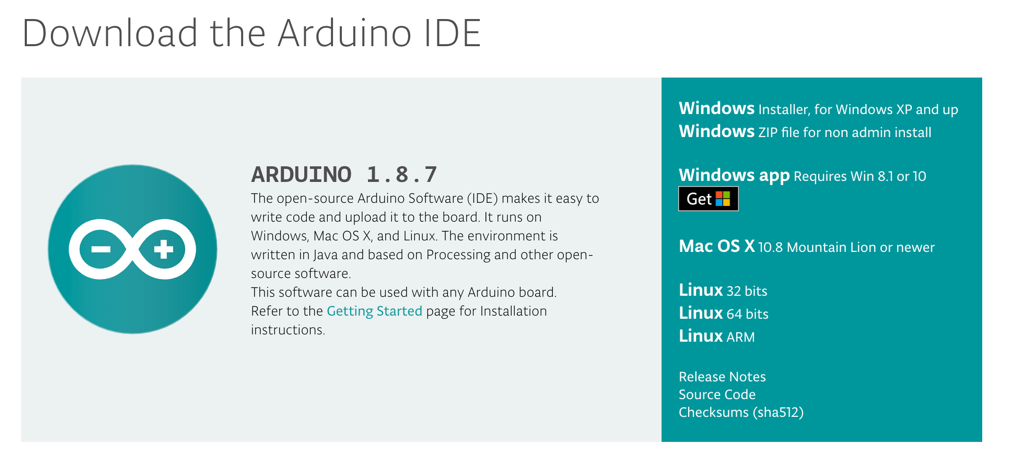 Download the Arduino IDE
ARDUINO 1.8.7
The open-source Arduino Software (IDE) makes it easy to
write code and upload it to the board. It runs on
Windows, Mac OS X, and Linux. The environment is
written in Java and based on Processing and other open-
source software.
This software can be used with any Arduino board.
Refer to the Getting Started page for Installation
instructions.
Windows Installer, for Windows XP and up
Windows ZIP file for non admin install
Windows app Requires Win 8.1 or 10
Get
Mac OS X 10.8 Mountain Lion or newer
Linux 32 bits
Linux 64 bits
Linux ARM
Release Notes
Source Code
Checksums (sha512)